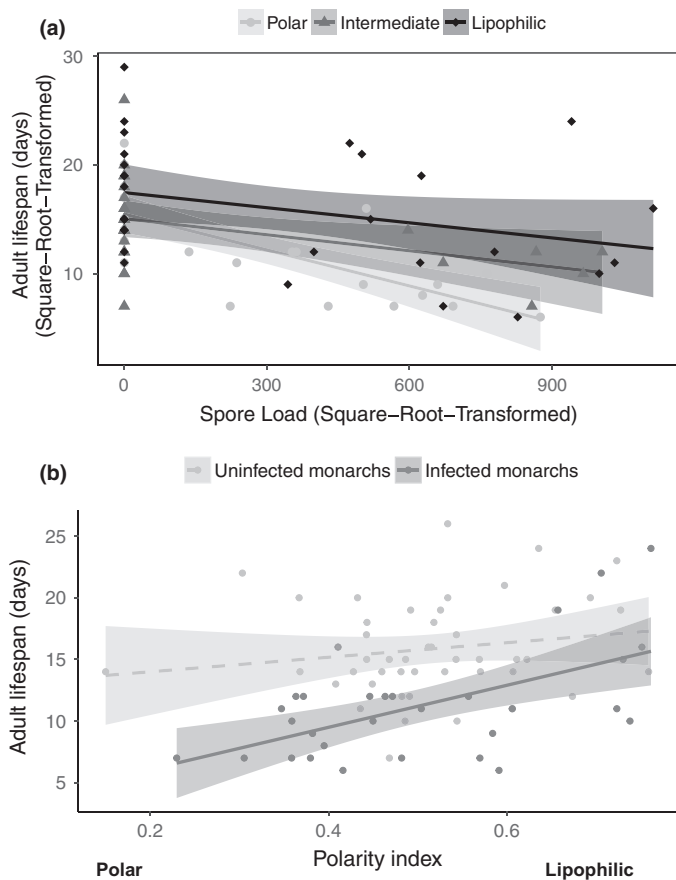 (a)
Polar Intermediate Lipophilic
30
20
10
Adult lifespan (days)
(Square–Root–Transformed)
0 300 600 900
Spore Load (Square–Root–Transformed)
(b)
Uninfected monarchs Infected monarchs
25
20
15
10
5
Adult lifespan (days)
0.2 0.4 0.6
Polar Polarity index Lipophilic